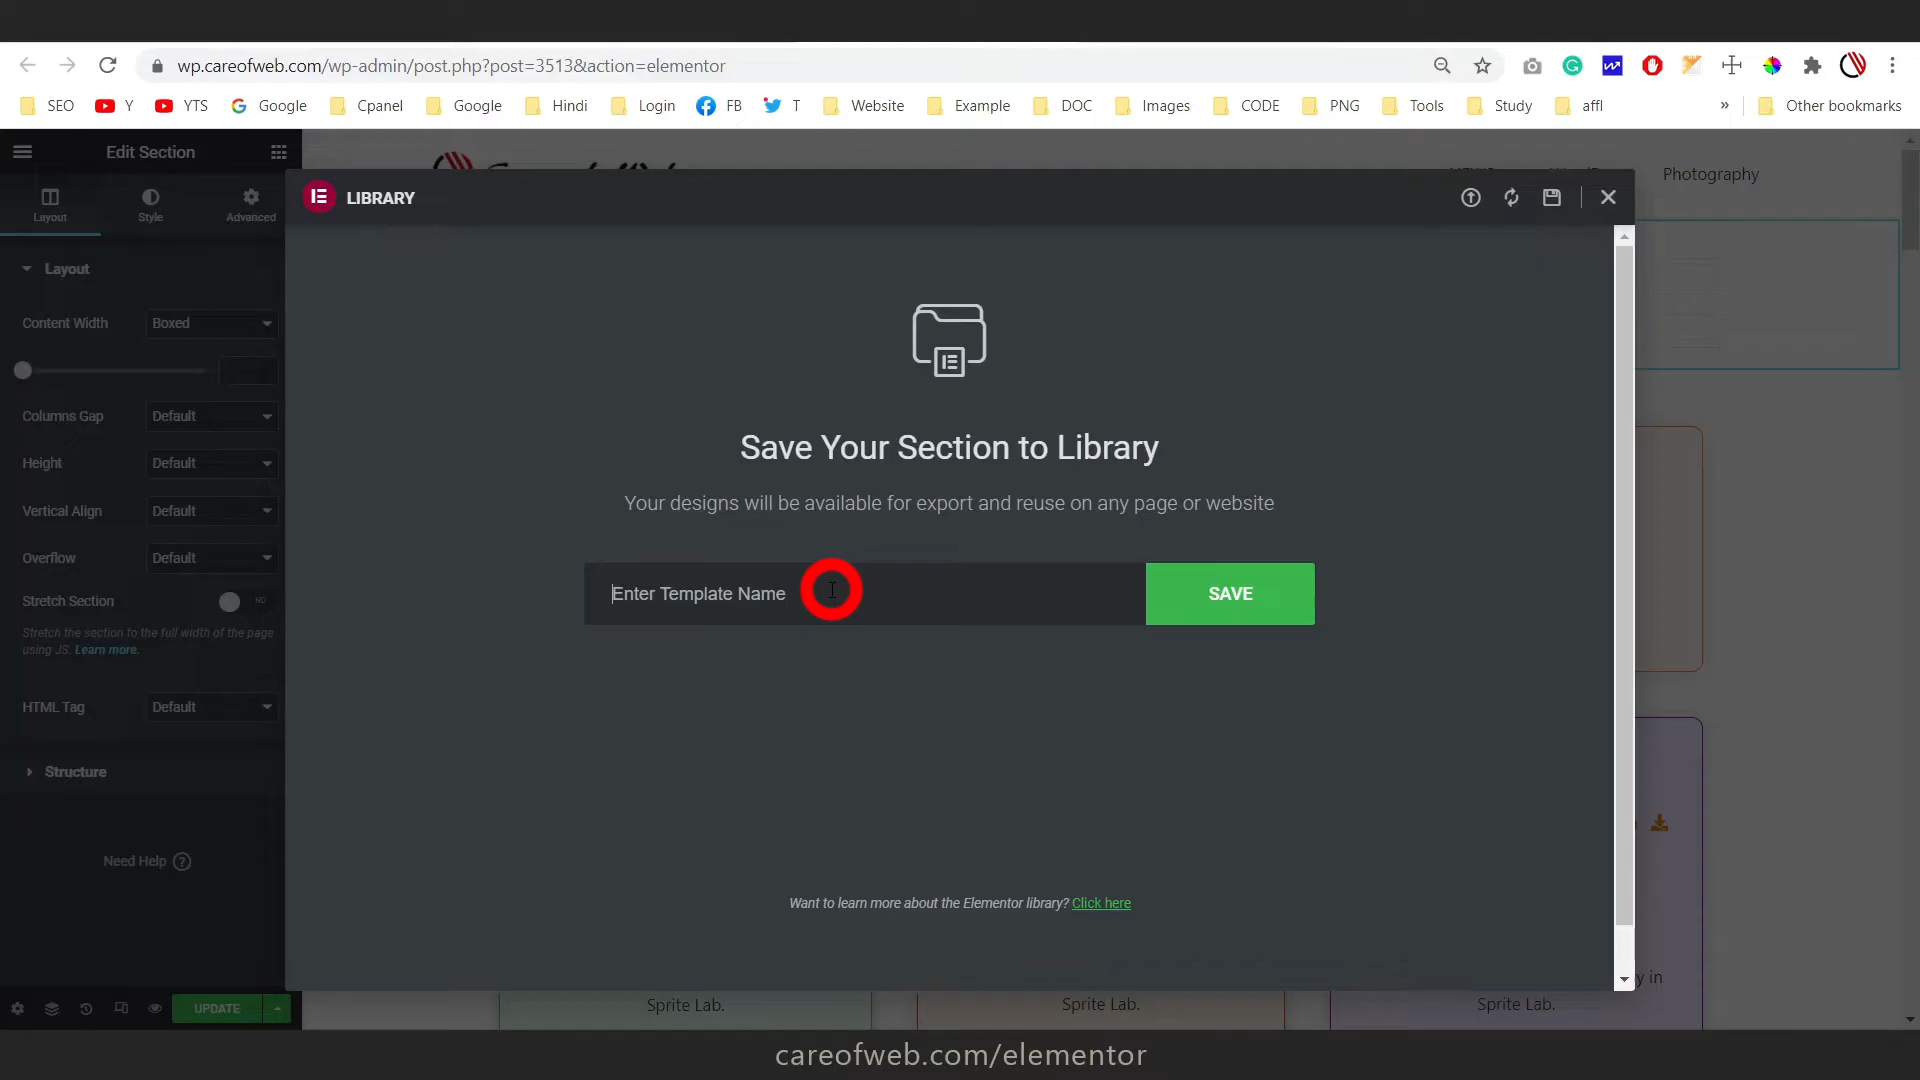 wp.careofweb.com/wp-admin/post.php?post=3513&action=elementor
SEO Y YTS Google Cpanel Google Hindi Login FB T Website Example DOC Images CODE PNG Tools Study affl » Other bookmarks
Edit Section
Photography
LIBRARY
Layout Style Advanced
Layout
Content Width Boxed
Columns Gap Default
Height Default
Vertical Align Default
Overflow Default
Stretch Section NO
Stretch the section to the full width of the page
using JS. Learn more.
HTML Tag Default
Structure
Need Help ?
UPDATE
Save Your Section to Library
Your designs will be available for export and reuse on any page or website
Enter Template Name
SAVE
Want to learn more about the Elementor library? Click here
y in
Sprite Lab. Sprite Lab. Sprite Lab.
careofweb.com/elementor